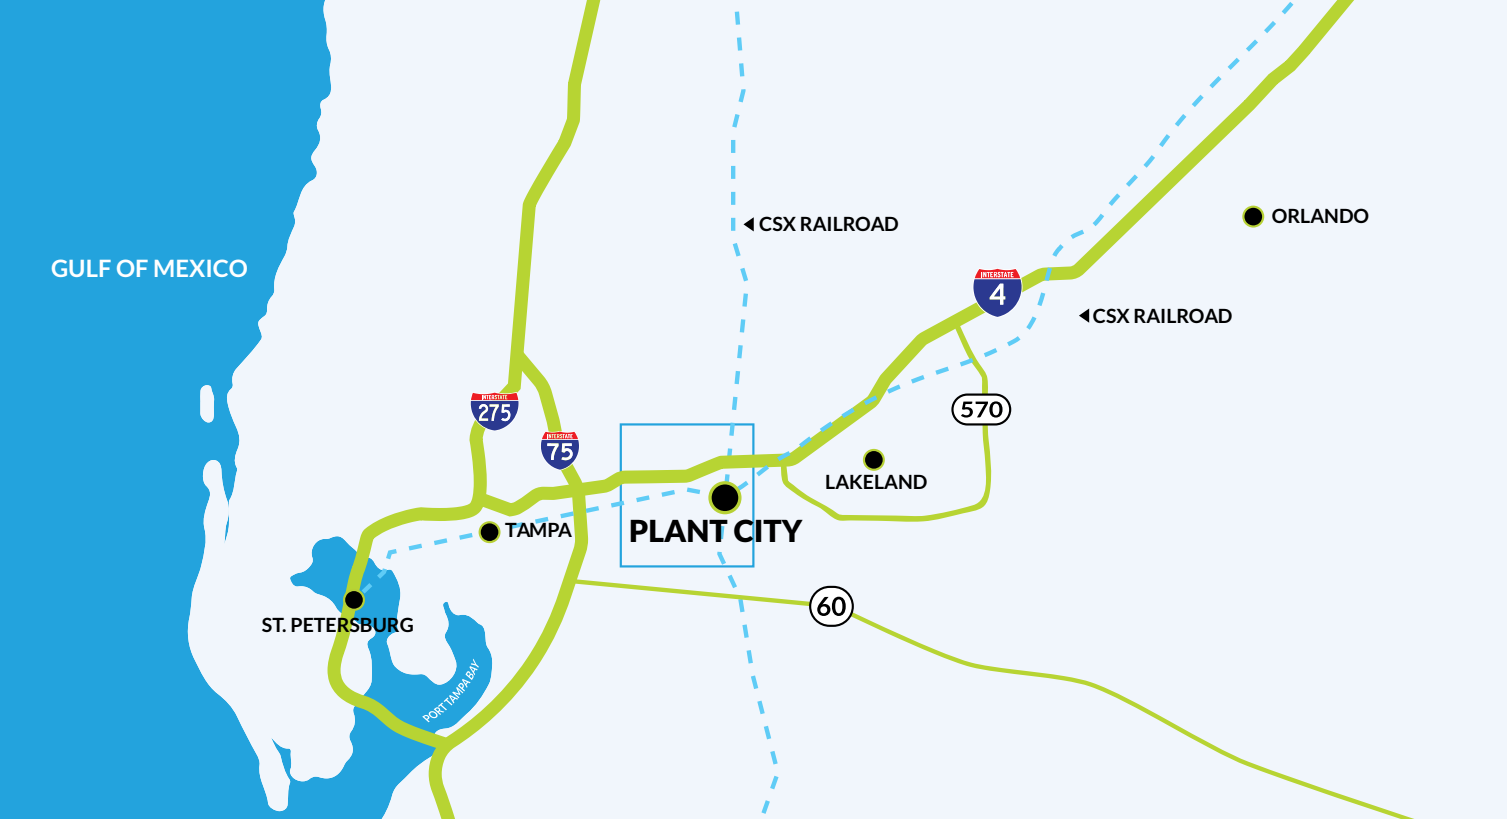 CSX RAILROAD
ORLANDO
GULF OF MEXICO
INTERSTATE
4
CSX RAILROAD
INTERSTATE
275
570
INTERSTATE
75
LAKELAND
TAMPA
PLANT CITY
60
ST. PETERSBURG
PORT TAMPA BAY